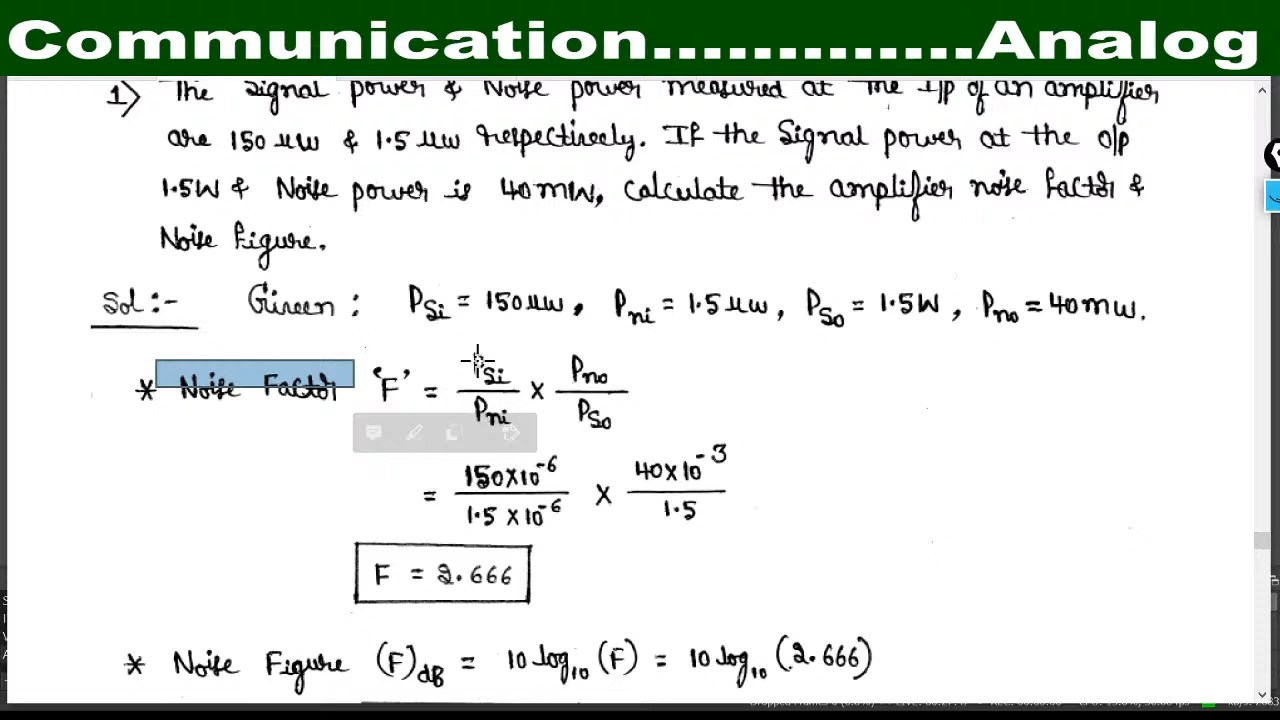 Communication.............Analog
1) The Signal power & Noise power measured at the I/p of an amplifier
are 150 μw & 1.5 μw respectively. If the Signal power at the o/p
1.5W & Noise power is 40mW, Calculate the amplifier noise factor &
Noise figure.
Sol:- Given: PSi = 150μw, Pni = 1.5μw, PSo = 1.5W, Pno = 40mw.
* Noise Factor 'F' = PSi/Pni × Pno/PSo
= 150×10^-6/1.5×10^-6 × 40×10^-3/1.5
F = 2.666
* Noise Figure (F)dB = 10 log10 (F) = 10 log10 (2.666)